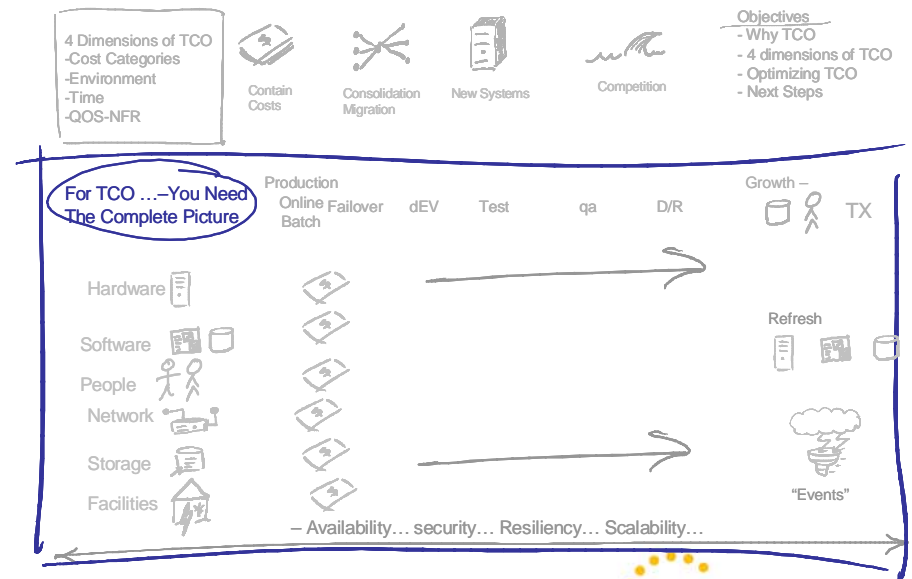 4 Dimensions of TCO
-Cost Categories
-Environment
-Time
-QOS-NFR
Contain
Costs
Consolidation
Migration
New Systems
Competition
Objectives
- Why TCO
- 4 dimensions of TCO
- Optimizing TCO
- Next Steps
For TCO …–You Need
The Complete Picture
Production
Online
Batch
Failover
dEV
Test
qa
D/R
Growth –
TX
Hardware
Software
People
Network
Storage
Facilities
Refresh
“Events”
– Availability… security… Resiliency… Scalability…